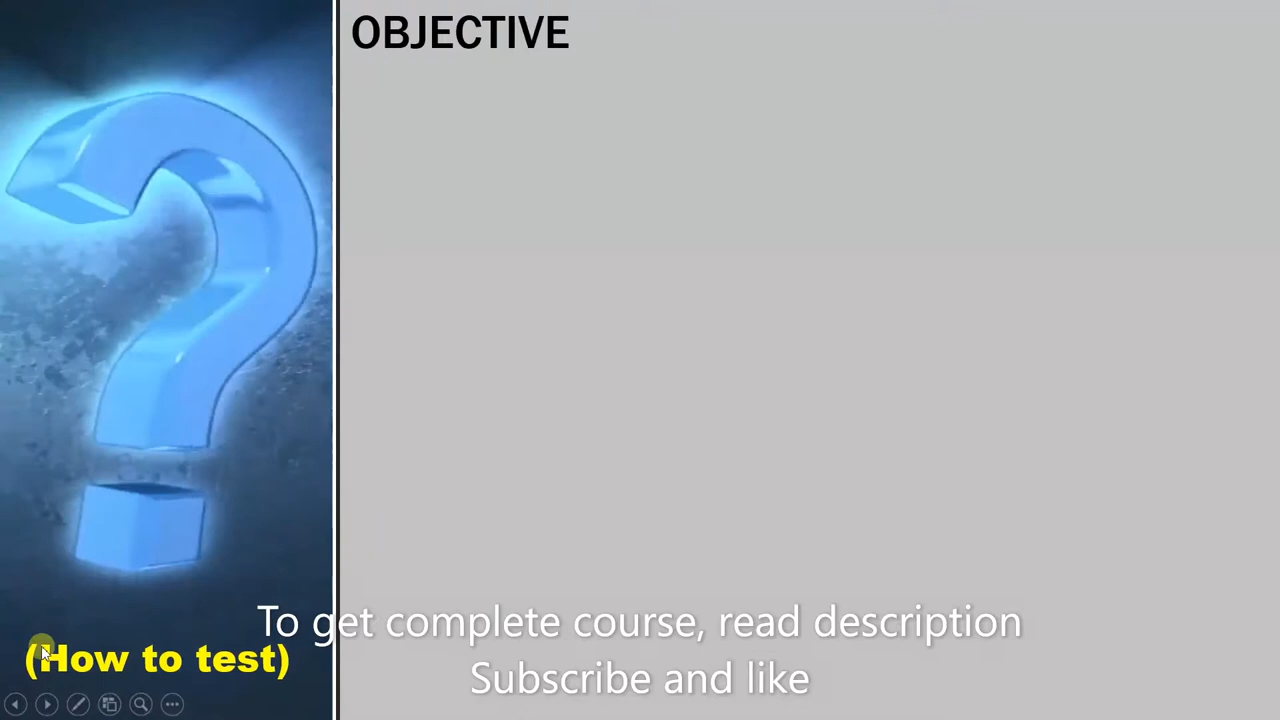 OBJECTIVE
To get complete course, read description
(How to test)
Subscribe and like